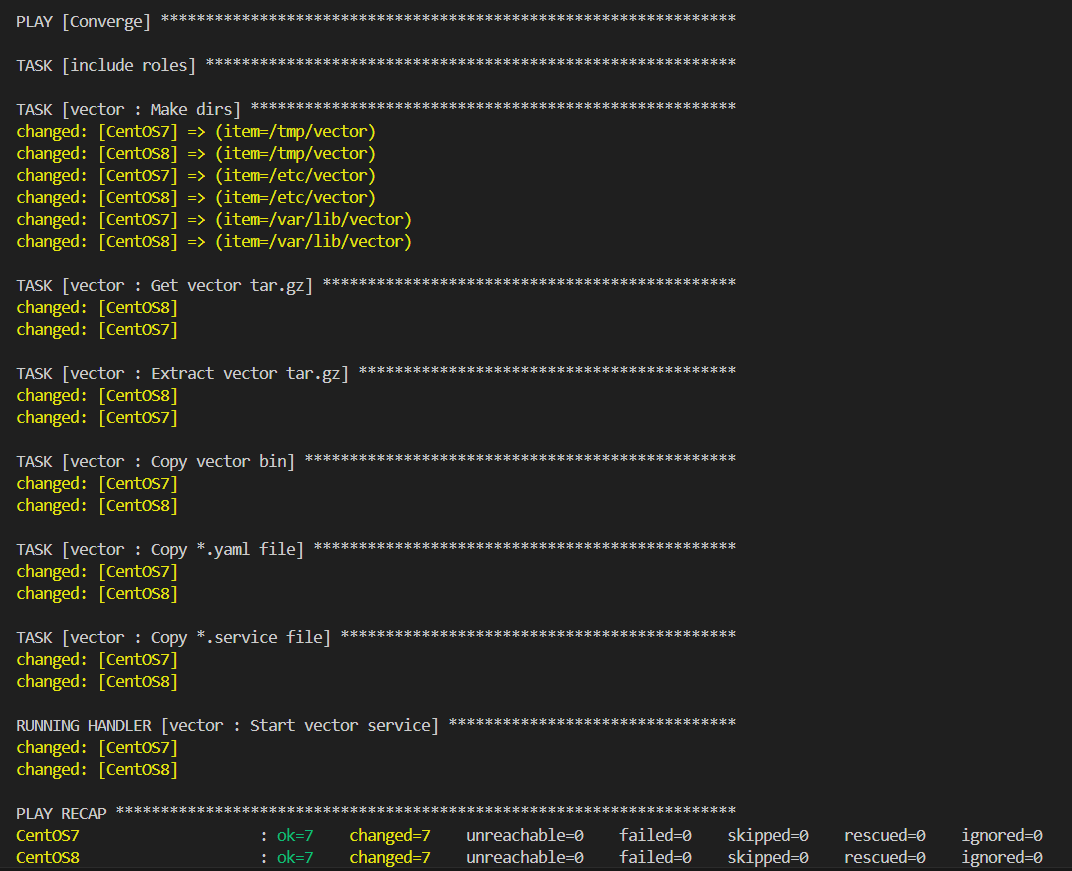 PLAY [Converge] ****************************************************************
TASK [include roles] ***********************************************************
TASK [vector : Make dirs] ******************************************************
changed: [CentOS7] => (item=/tmp/vector)
changed: [CentOS8] => (item=/tmp/vector)
changed: [CentOS7] => (item=/etc/vector)
changed: [CentOS8] => (item=/etc/vector)
changed: [CentOS7] => (item=/var/lib/vector)
changed: [CentOS8] => (item=/var/lib/vector)
TASK [vector : Get vector tar.gz] **********************************************
changed: [CentOS8]
changed: [CentOS7]
TASK [vector : Extract vector tar.gz] ******************************************
changed: [CentOS8]
changed: [CentOS7]
TASK [vector : Copy vector bin] ************************************************
changed: [CentOS7]
changed: [CentOS8]
TASK [vector : Copy *.yaml file] ***********************************************
changed: [CentOS7]
changed: [CentOS8]
TASK [vector : Copy *.service file] ********************************************
changed: [CentOS7]
changed: [CentOS8]
RUNNING HANDLER [vector : Start vector service] ********************************
changed: [CentOS7]
changed: [CentOS8]
PLAY RECAP *********************************************************************
CentOS7                    : ok=7    changed=7    unreachable=0    failed=0    skipped=0    rescued=0    ignored=0
CentOS8                    : ok=7    changed=7    unreachable=0    failed=0    skipped=0    rescued=0    ignored=0